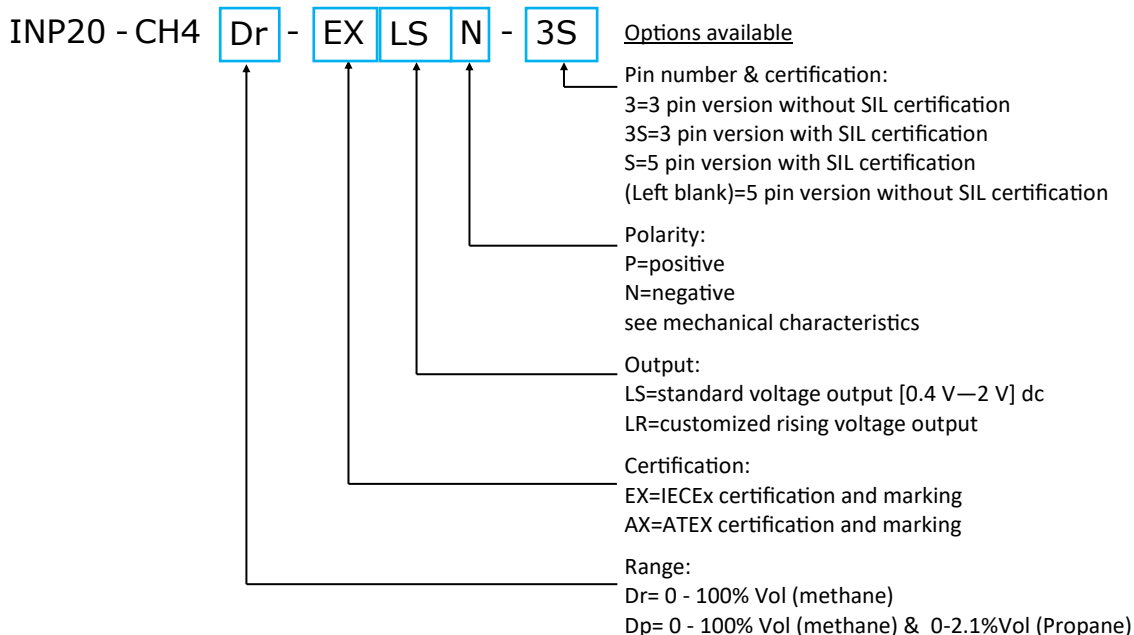 INP20 - CH4 Dr - EX LS N - 3S
Options available
Pin number & certification:
3=3 pin version without SIL certification
3S=3 pin version with SIL certification
S=5 pin version with SIL certification
(Left blank)=5 pin version without SIL certification
Polarity:
P=positive
N=negative
see mechanical characteristics
Output:
LS=standard voltage output [0.4 V—2 V] dc
LR=customized rising voltage output
Certification:
EX=IECEx certification and marking
AX=ATEX certification and marking
Range:
Dr= 0 - 100% Vol (methane)
Dp= 0 - 100% Vol (methane) & 0-2.1%Vol (Propane)